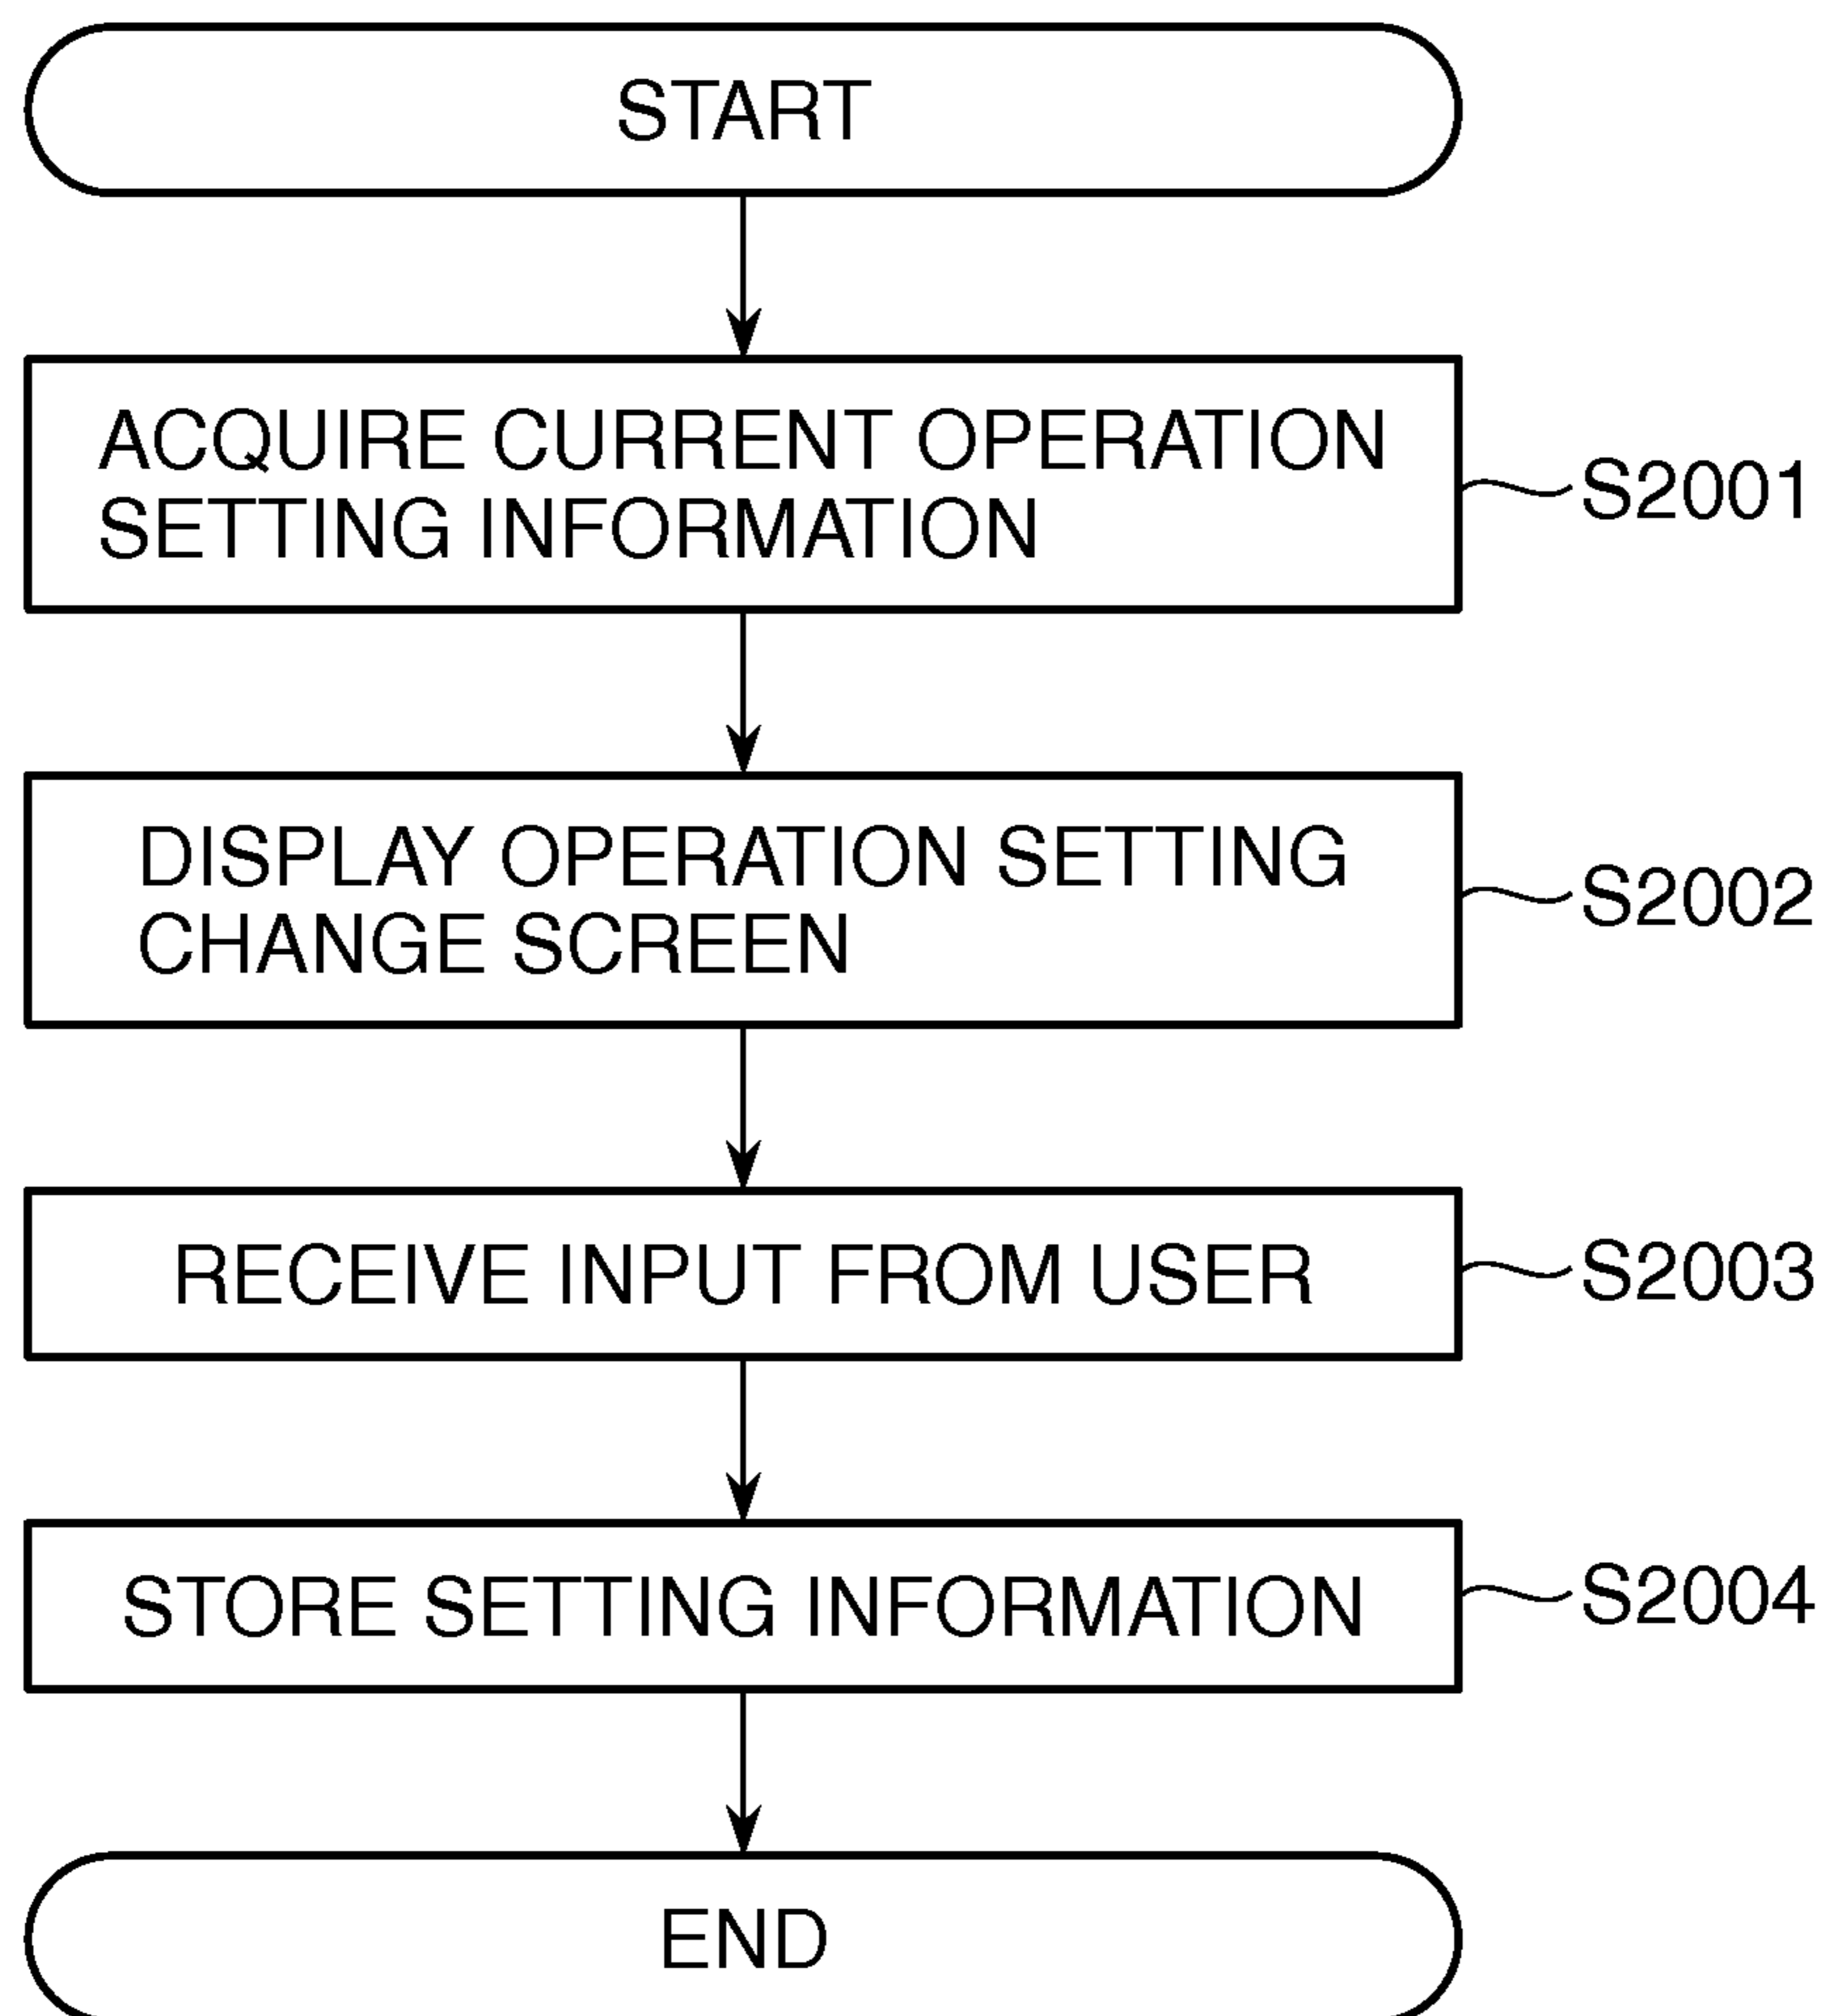 START
ACQUIRE CURRENT OPERATION
SETTING INFORMATION
S2001
DISPLAY OPERATION SETTING
CHANGE SCREEN
S2002
RECEIVE INPUT FROM USER
S2003
STORE SETTING INFORMATION
S2004
END